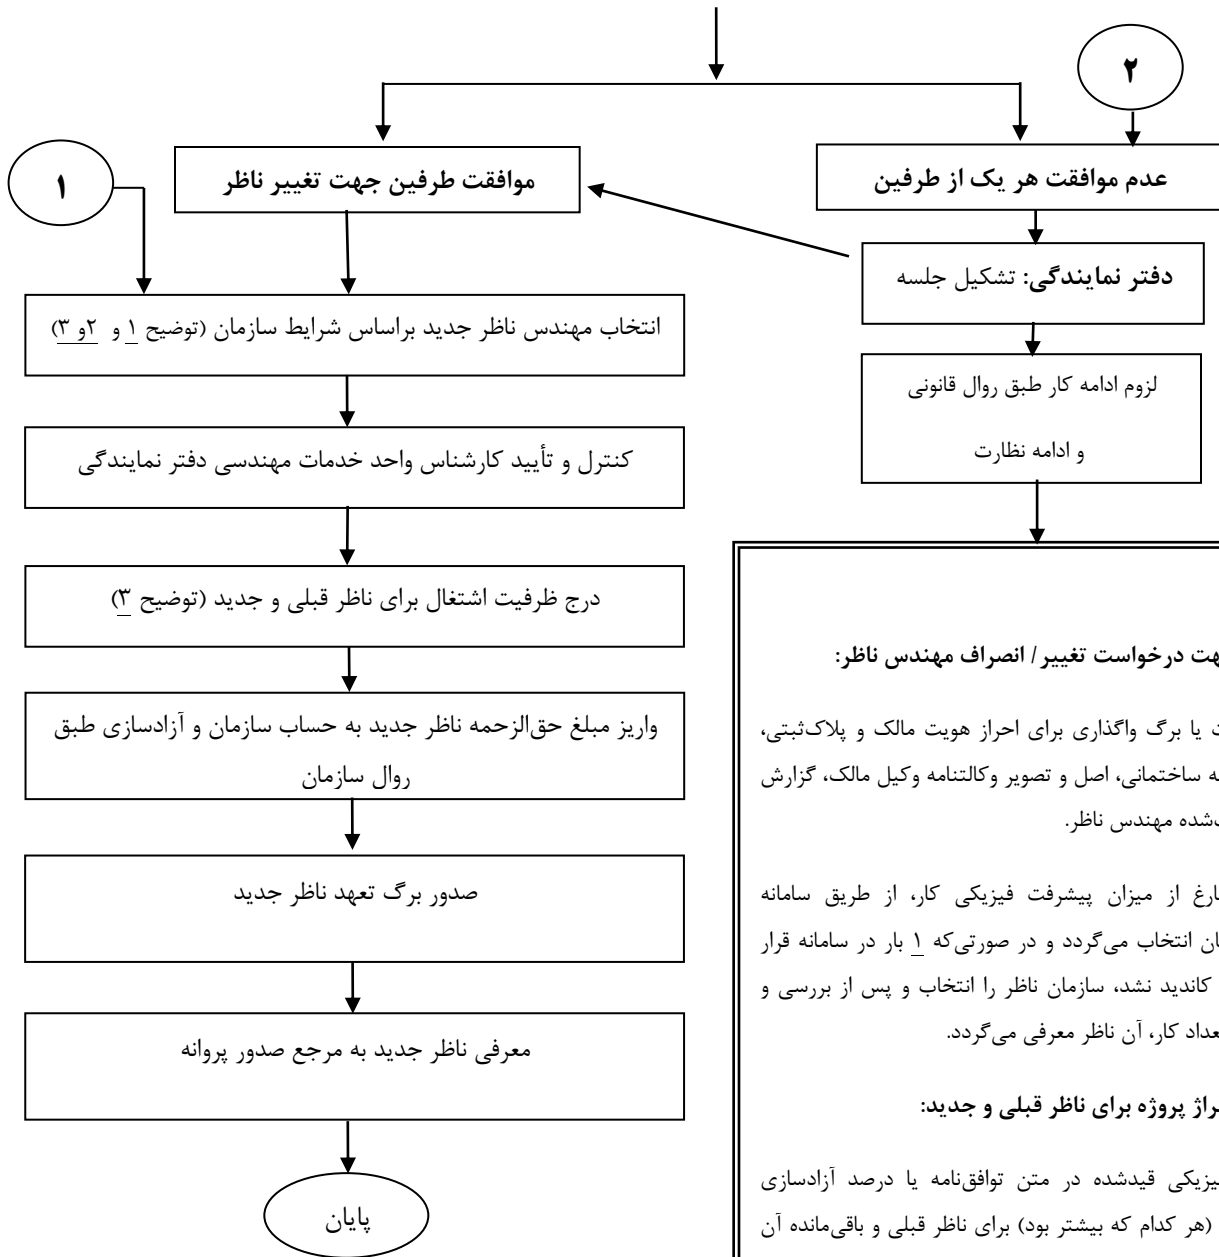 ۲
۱
موافقت طرفین جهت تغییر ناظر
عدم موافقت هر یک از طرفین
دفتر نمایندگی: تشکیل جلسه
انتخاب مهندس ناظر جدید براساس شرایط سازمان (توضیح ۱ و ۲و ۳)
لزوم ادامه کار طبق روال قانونی
و ادامه نظارت
کنترل و تأیید کارشناس واحد خدمات مهندسی دفتر نمایندگی
درج ظرفیت اشتغال برای ناظر قبلی و جدید (توضیح ۳)
واریز مبلغ حق‌الزحمه ناظر جدید به حساب سازمان و آزادسازی طبق
روال سازمان
صدور برگ تعهد ناظر جدید
معرفی ناظر جدید به مرجع صدور پروانه
پایان
درخواست تغییر/ انصراف مهندس ناظر:
یا برگ واگذاری برای احراز هویت مالک و پلاک‌ثبتی،
ساختمانی، اصل و تصویر وکالتنامه وکیل مالک، گزارش
مهندس ناظر.
از میزان پیشرفت فیزیکی کار، از طریق سامانه
انتخاب می‌گردد و در صورتی‌که ۱ بار در سامانه قرار
کاندید نشد، سازمان ناظر را انتخاب و پس از بررسی و
کار، آن ناظر معرفی می‌گردد.
پروژه برای ناظر قبلی و جدید:
قیدشده در متن توافق‌نامه یا درصد آزادسازی
(هر کدام که بیشتر بود) برای ناظر قبلی و باقی‌مانده آن